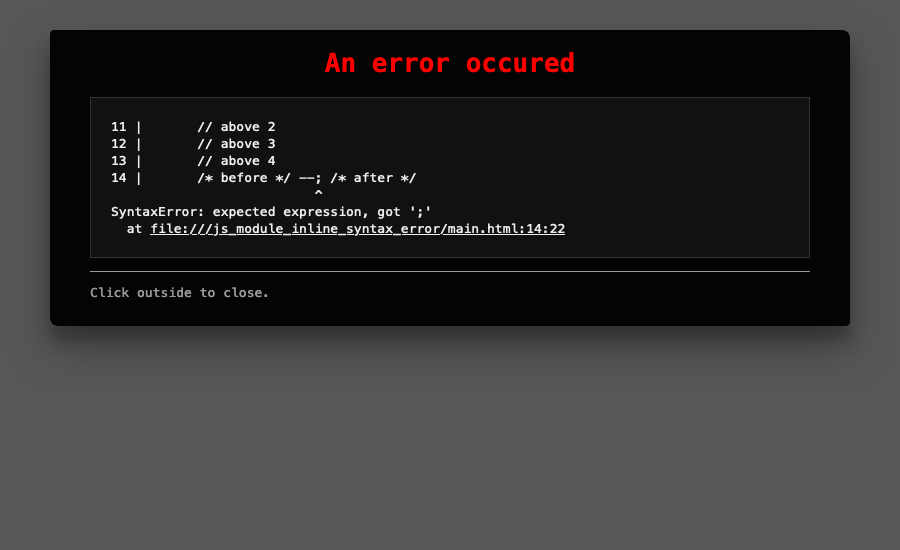 An error occured
11 |       // above 2
12 |       // above 3
13 |       // above 4
14 |       /* before */ --; /* after */
                          ^
SyntaxError: expected expression, got ';'
  at file:///js_module_inline_syntax_error/main.html:14:22
Click outside to close.